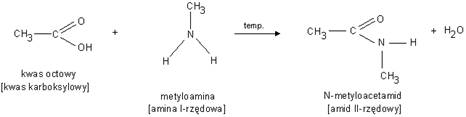 CH3 C O OH + CH3 N H H temp. CH3 C O N H CH3 + H2O
kwas octowy
[kwas karboksylowy]
metyloamina
[amina I-rzędowa]
N-metyloacetamid
[amid II-rzędowy]